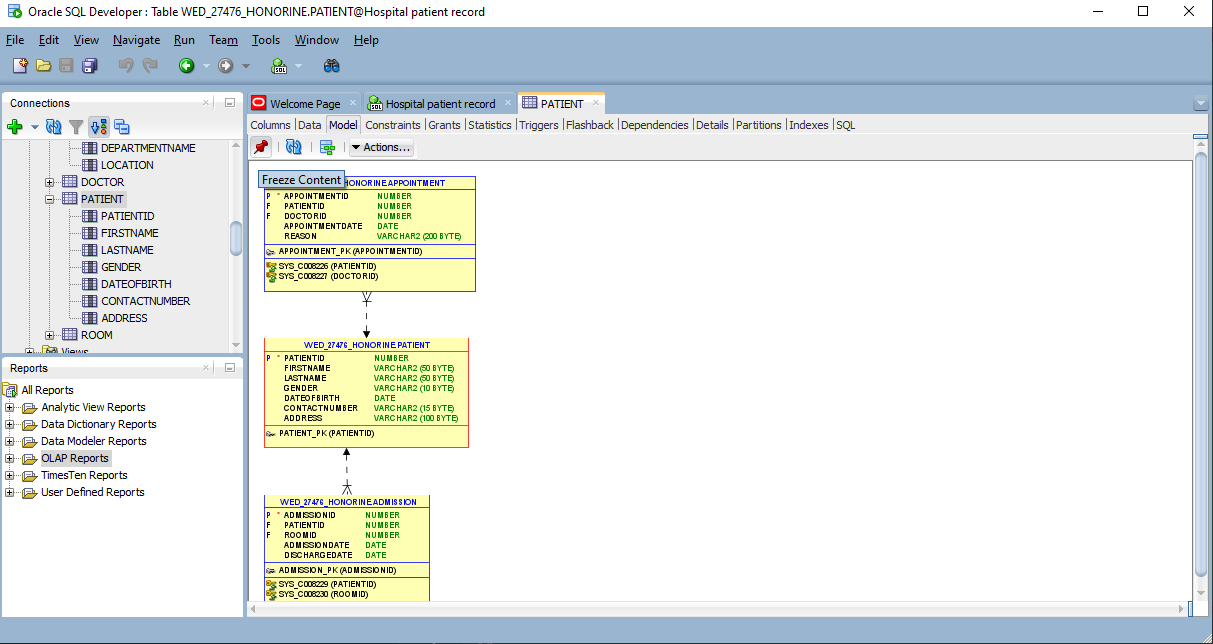 Oracle SQL Developer : Table WED_27476_HONORINE.PATIENT@Hospital patient record
File Edit View Navigate Run Team Tools Window Help
SQL
Connections
DEPARTMENTNAME
LOCATION
DOCTOR
PATIENT
PATIENTID
FIRSTNAME
LASTNAME
GENDER
DATEOFBIRTH
CONTACTNUMBER
ADDRESS
ROOM
Views
Reports
All Reports
Analytic View Reports
Data Dictionary Reports
Data Modeler Reports
OLAP Reports
TimesTen Reports
User Defined Reports
Welcome Page
SQL Hospital patient record
PATIENT
Columns Data Model Constraints Grants Statistics Triggers Flashback Dependencies Details Partitions Indexes SQL
Actions...
Freeze Content
HONORINE.APPOINTMENT
P * APPOINTMENTID NUMBER
F PATIENTID NUMBER
F DOCTORID NUMBER
APPOINTMENTDATE DATE
REASON VARCHAR2 (200 BYTE)
APPOINTMENT_PK (APPOINTMENTID)
SYS_C008226 (PATIENTID)
SYS_C008227 (DOCTORID)
WED_27476_HONORINE.PATIENT
P * PATIENTID NUMBER
FIRSTNAME VARCHAR2 (50 BYTE)
LASTNAME VARCHAR2 (50 BYTE)
GENDER VARCHAR2 (10 BYTE)
DATEOFBIRTH DATE
CONTACTNUMBER VARCHAR2 (15 BYTE)
ADDRESS VARCHAR2 (100 BYTE)
PATIENT_PK (PATIENTID)
WED_27476_HONORINE.ADMISSION
P * ADMISSIONID NUMBER
F PATIENTID NUMBER
F ROOMID NUMBER
ADMISSIONDATE DATE
DISCHARGEDATE DATE
ADMISSION_PK (ADMISSIONID)
SYS_C008229 (PATIENTID)
SYS_C008230 (ROOMID)